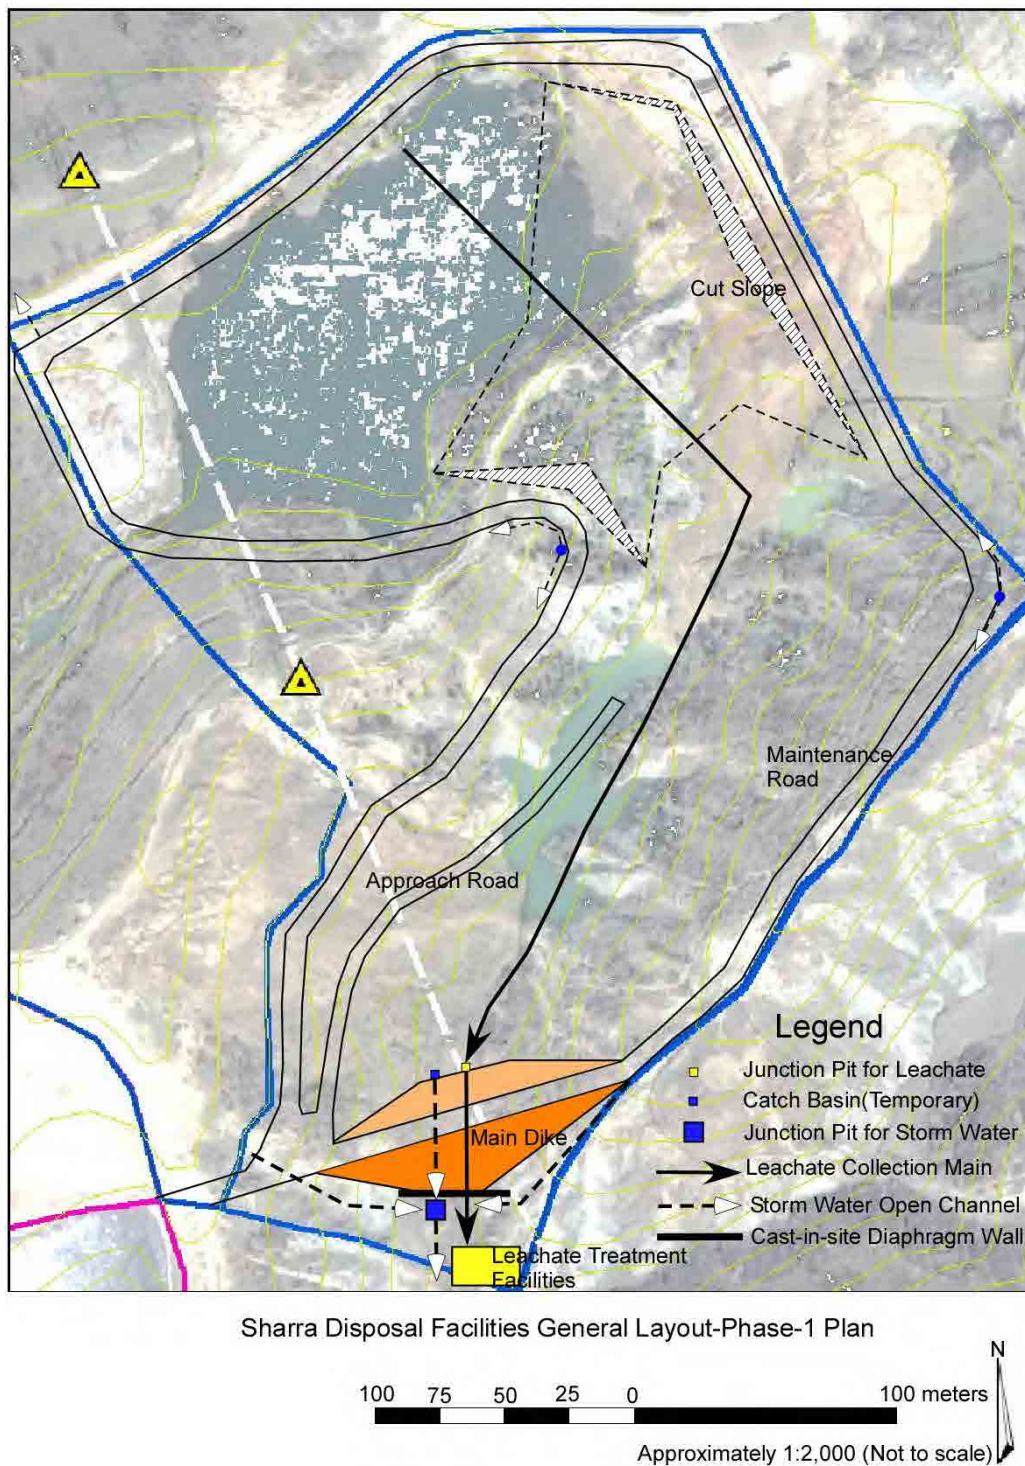 Cut Slope
Maintenance
Road
Approach Road
Legend
Junction Pit for Leachate
Catch Basin(Temporary)
Junction Pit for Storm Water
Main Dike
Leachate Collection Main
Storm Water Open Channel
Cast-in-site Diaphragm Wall
Leachate Treatment
Facilities
Sharra Disposal Facilities General Layout-Phase-1 Plan
N
100 75 50 25 0 100 meters
Approximately 1:2,000 (Not to scale)